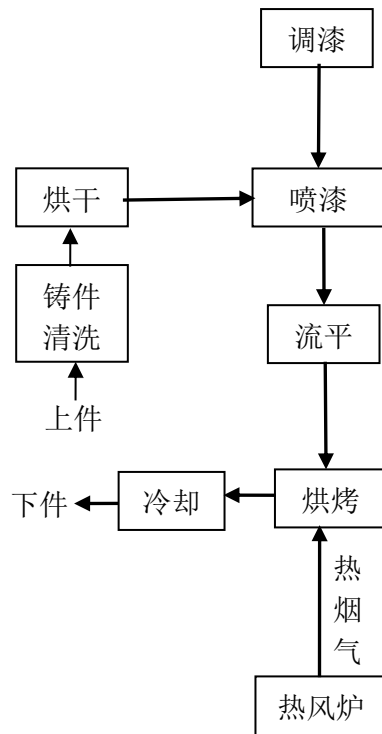 调漆
烘干
喷漆
铸件
清洗
流平
上件
下件
冷却
烘烤
热
烟
气
热风炉